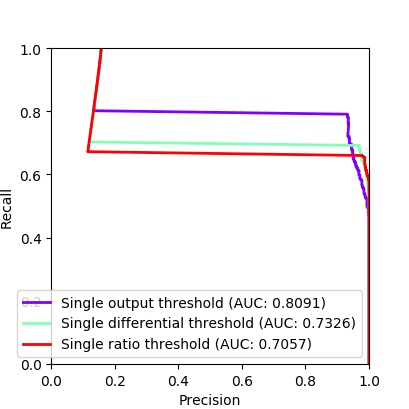 1.0
0.8
0.6
0.4
0.2
0.0
Recall
Single output threshold (AUC: 0.8091)
Single differential threshold (AUC: 0.7326)
Single ratio threshold (AUC: 0.7057)
0.0 0.2 0.4 0.6 0.8 1.0
Precision